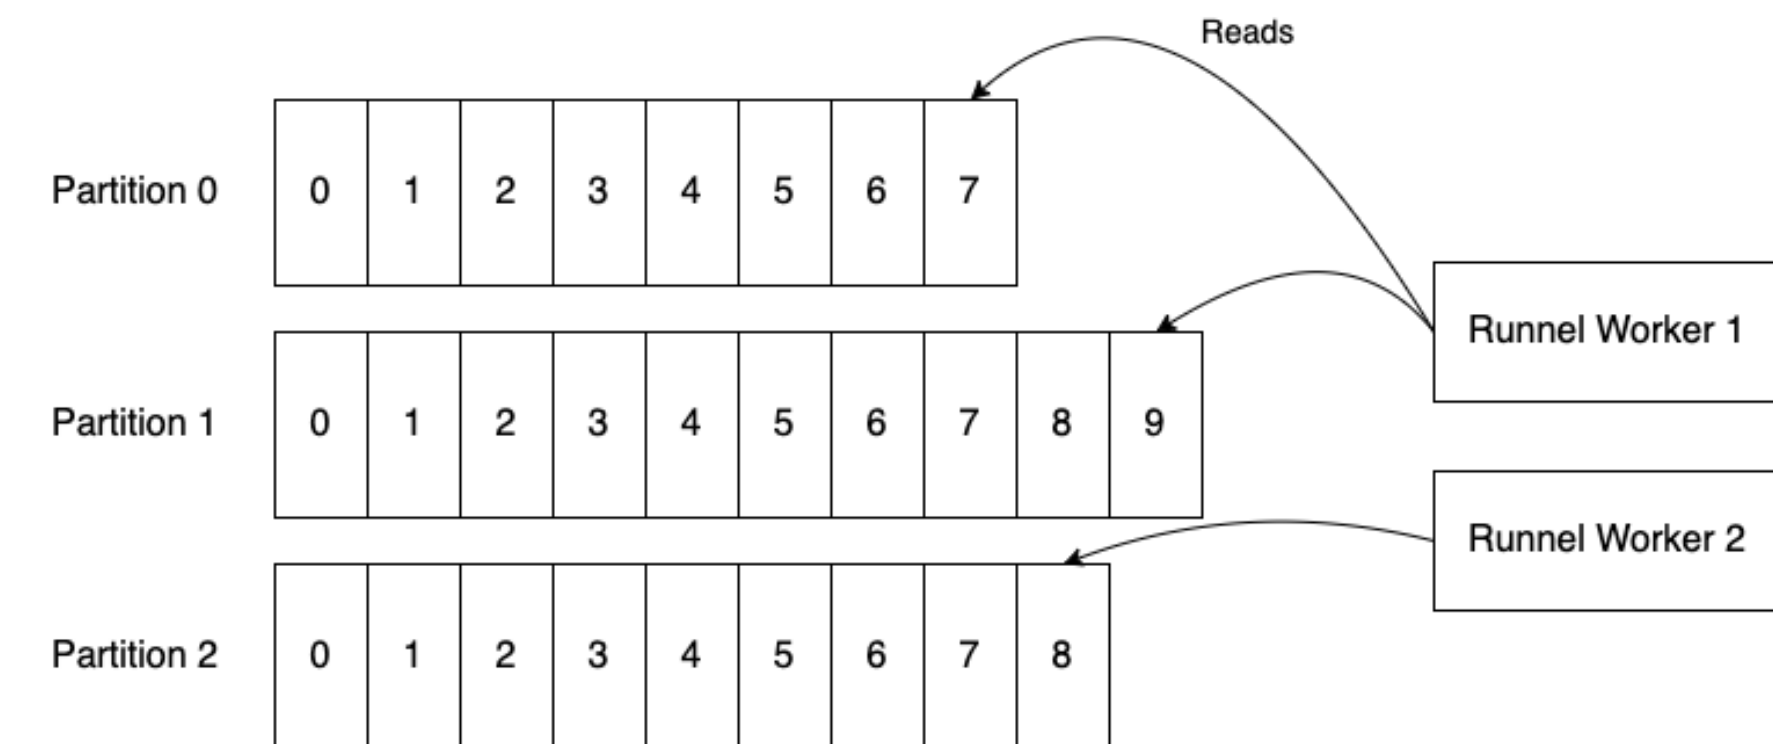 Reads
Partition 0 0 1 2 3 4 5 6 7
Runnel Worker 1
Partition 1 0 1 2 3 4 5 6 7 8 9
Runnel Worker 2
Partition 2 0 1 2 3 4 5 6 7 8